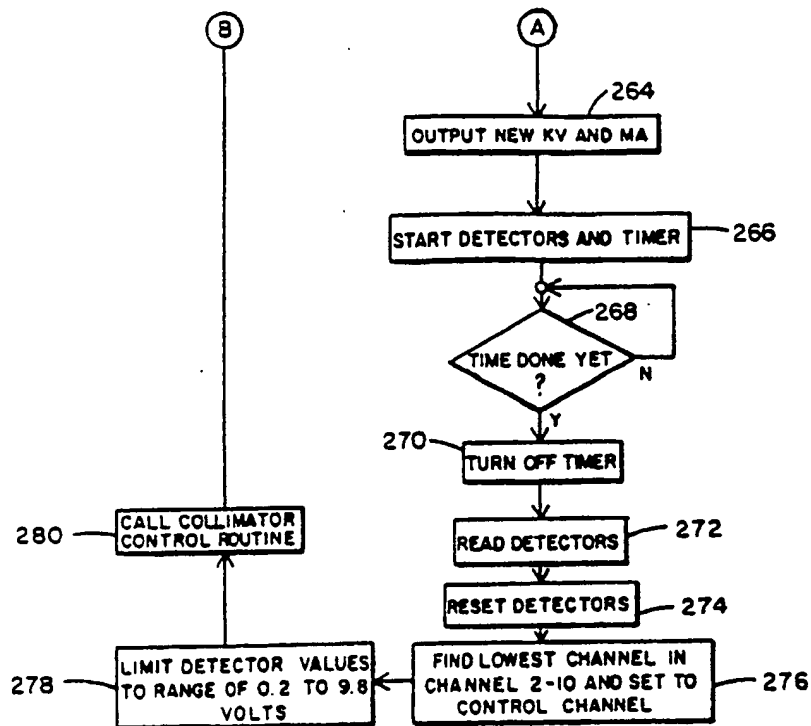 B
A
264
OUTPUT NEW KV AND MA
START DETECTORS AND TIMER
266
268
TIME DONE YET
?
N
Y
270
TURN OFF TIMER
280
CALL COLLIMATOR
CONTROL ROUTINE
READ DETECTORS
272
RESET DETECTORS
274
278
LIMIT DETECTOR VALUES
TO RANGE OF 0.2 TO 9.8
VOLTS
FIND LOWEST CHANNEL IN
CHANNEL 2-10 AND SET TO
CONTROL CHANNEL
276